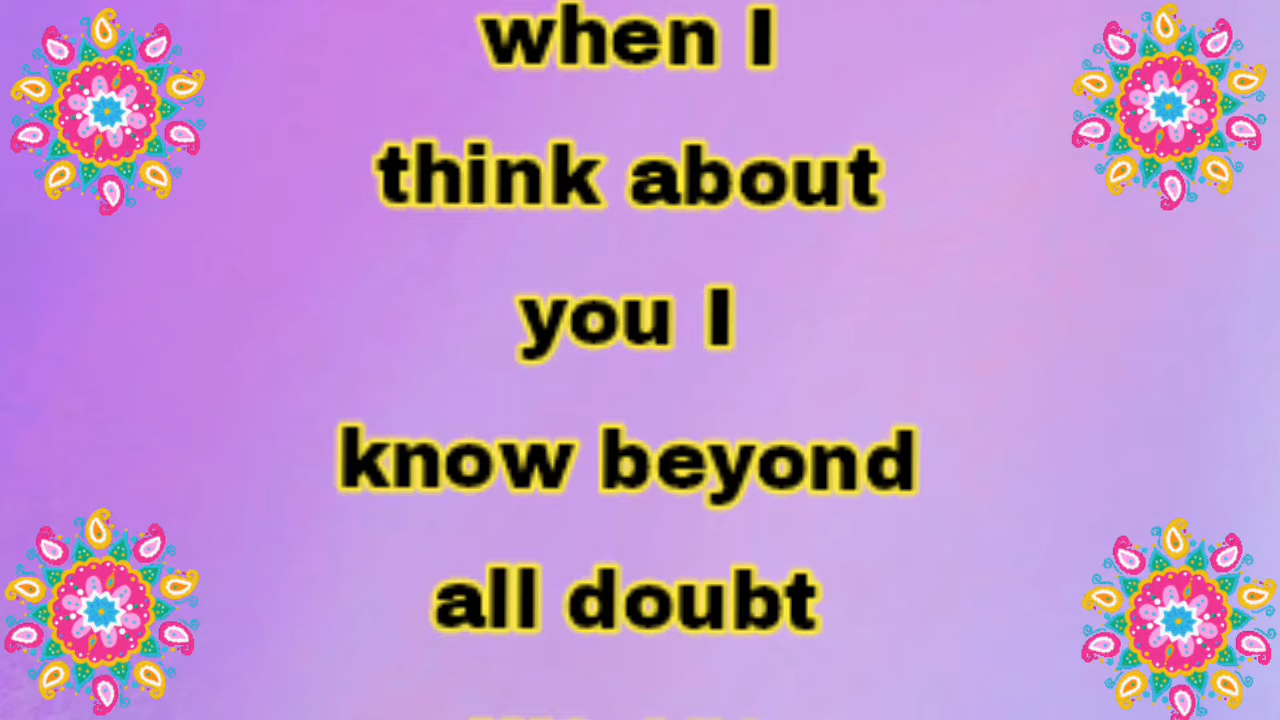 when I
think about
you I
know beyond
all doubt